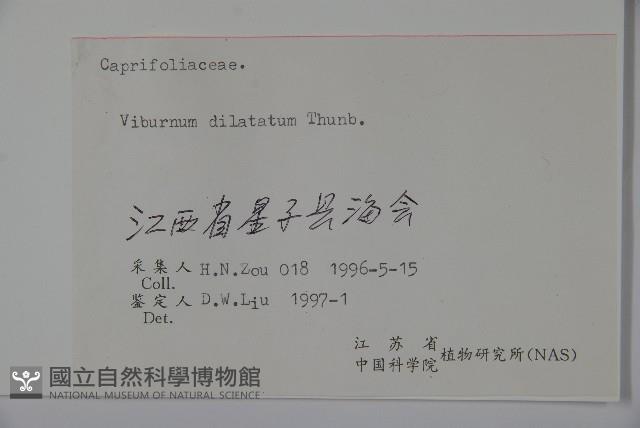 Caprifoliaceae.
Viburnum dilatatum Thunb.
江西省星子县海会
采集人 H.N.Zou 018 1996-5-15
Coll.
鉴定人 D.W.Liu 1997-1
Det.
江苏省
中国科学院植物研究所(NAS)
國立自然科學博物館
NATIONAL MUSEUM OF NATURAL SCIENCE